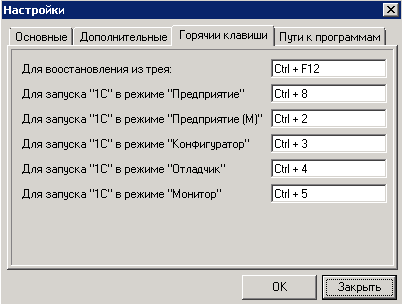 Настройки
Основные Дополнительные Горячии клавиши Пути к программам
Для воостановления из трея: Ctrl + F12
Для запуска "1С" в режиме "Предприятие" Ctrl + 8
Для запуска "1С" в режиме "Предприятие (М)" Ctrl + 2
Для запуска "1С" в режиме "Конфигуратор" Ctrl + 3
Для запуска "1С" в режиме "Отладчик" Ctrl + 4
Для запуска "1С" в режиме "Монитор" Ctrl + 5
OK Закрыть